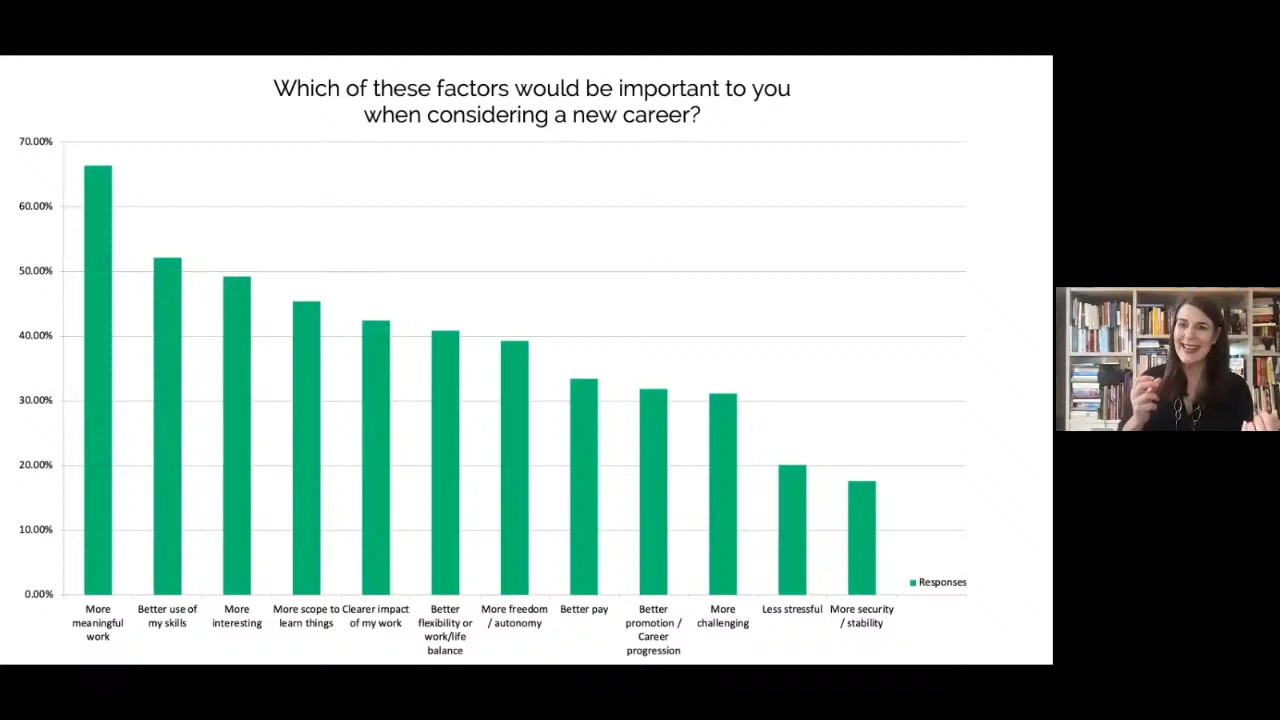 Which of these factors would be important to you
when considering a new career?
70.00%
60.00%
50.00%
40.00%
30.00%
20.00%
10.00%
0.00%
More
meaningful
work
Better use of
my skills
More
interesting
More scope to
learn things
Clearer impact
of my work
Better
flexibility or
work/life
balance
More freedom
/ autonomy
Better pay
Better
promotion /
Career
progression
More
challenging
Less stressful
More security
/ stability
Responses